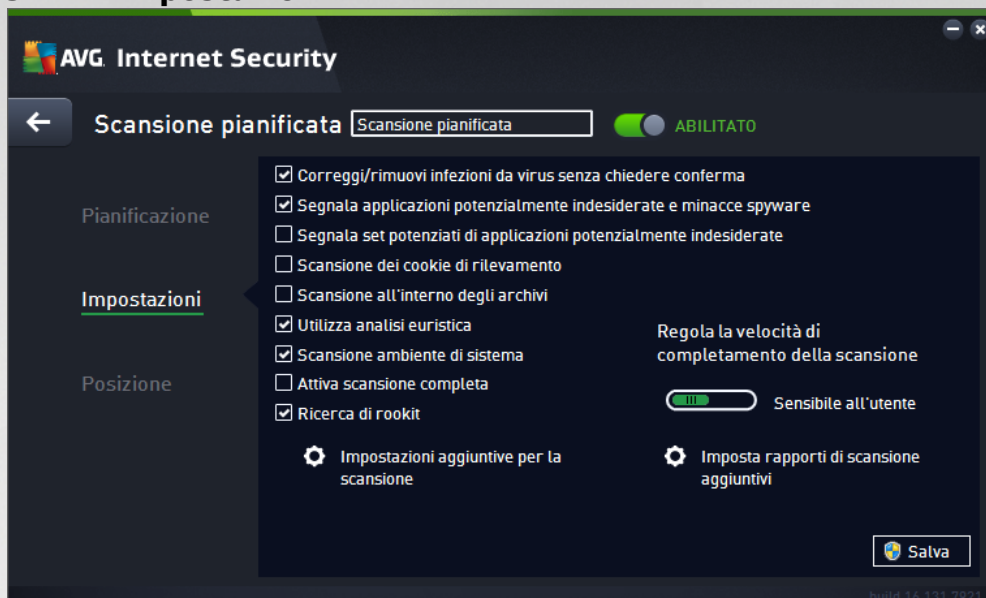 AVG. Internet Security
Scansione pianificata Scansione pianificata ABILITATO
Pianificazione
Impostazioni
Posizione
Correggi/rimuovi infezioni da virus senza chiedere conferma
Segnala applicazioni potenzialmente indesiderate e minacce spyware
Segnala set potenziati di applicazioni potenzialmente indesiderate
Scansione dei cookie di rilevamento
Scansione all'interno degli archivi
Utilizza analisi euristica
Scansione ambiente di sistema
Attiva scansione completa
Ricerca di rookit
Regola la velocità di
completamento della scansione
Sensibile all'utente
Impostazioni aggiuntive per la
scansione
Imposta rapporti di scansione
aggiuntivi
Salva
build 16.131.7921